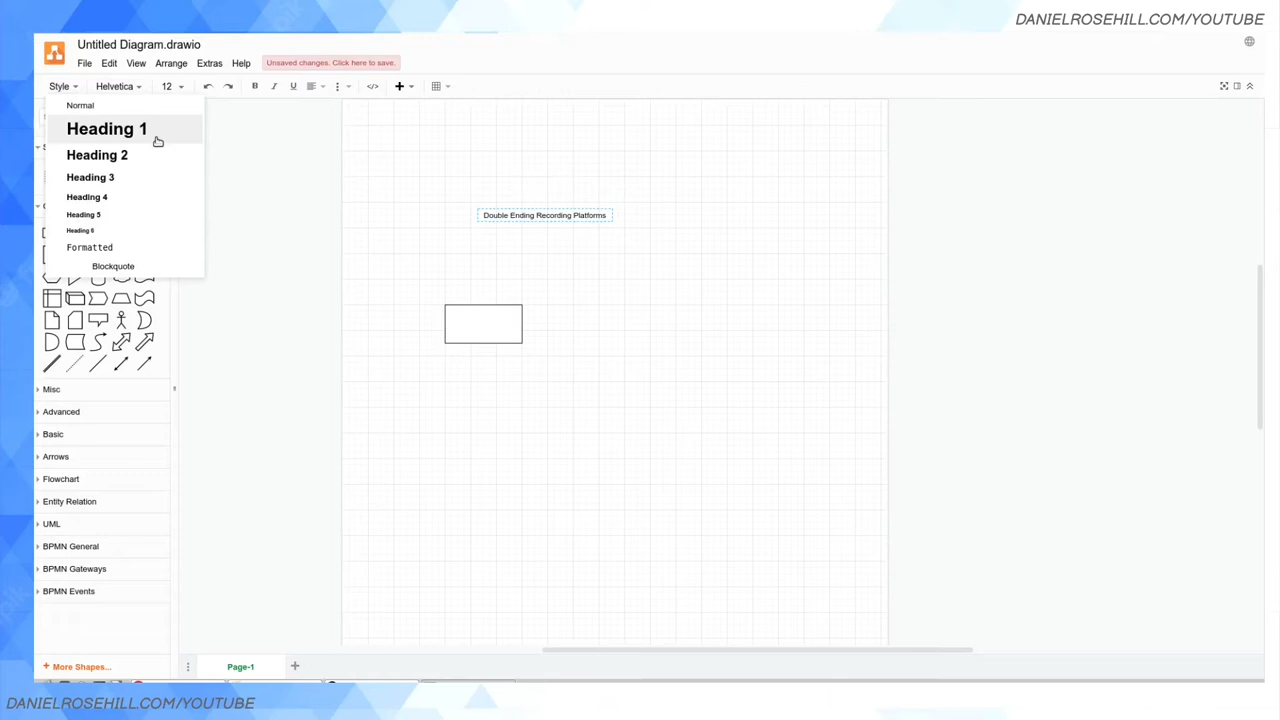 DANIELROSEHILL.COM/YOUTUBE
Untitled Diagram.drawio
File Edit View Arrange Extras Help Unsaved changes. Click here to save.
Style Helvetica 12 B I U </>
Normal
Heading 1
Heading 2
Heading 3
Heading 4
Heading 5
Heading 6
Formatted
Blockquote
Double Ending Recording Platforms
Misc
Advanced
Basic
Arrows
Flowchart
Entity Relation
UML
BPMN General
BPMN Gateways
BPMN Events
+ More Shapes...
Page-1
DANIELROSEHILL.COM/YOUTUBE